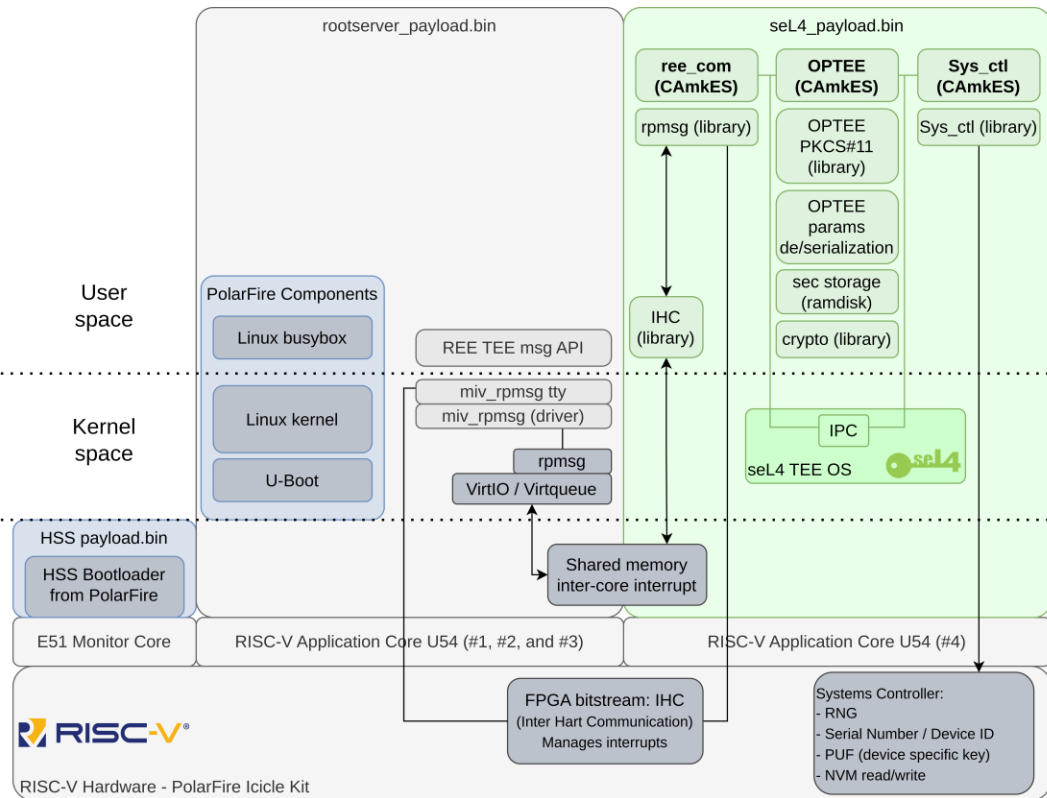 rootserver_payload.bin
seL4_payload.bin
ree_com
(CAmkES)
OPTEE
(CAmkES)
Sys_ctl
(CAmkES)
rpmsg (library)
OPTEE
PKCS#11
(library)
Sys_ctl (library)
OPTEE
params
de/serialization
sec storage
(ramdisk)
crypto (library)
IHC
(library)
User
space
PolarFire Components
Linux busybox
REE TEE msg API
Kernel
space
Linux kernel
U-Boot
miv_rpmsg tty
miv_rpmsg (driver)
rpmsg
VirtIO / Virtqueue
IPC
seL4 TEE OS
seL4
HSS payload.bin
HSS Bootloader
from PolarFire
Shared memory
inter-core interrupt
E51 Monitor Core
RISC-V Application Core U54 (#1, #2, and #3)
RISC-V Application Core U54 (#4)
FPGA bitstream: IHC
(Inter Hart Communication)
Manages interrupts
Systems Controller:
- RNG
- Serial Number / Device ID
- PUF (device specific key)
- NVM read/write
RISC-V®
RISC-V Hardware - PolarFire Icicle Kit